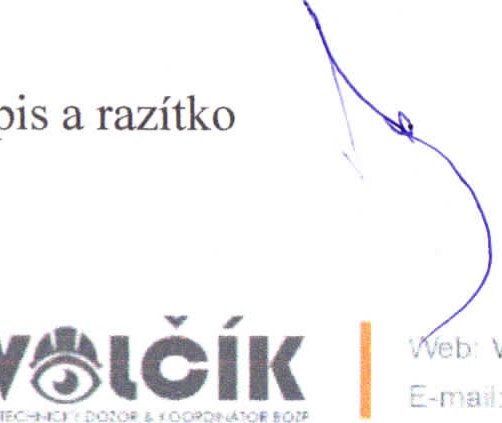 pis a razítko
VOLČÍK
TECHNICKÝ DOZOR & KOORDINÁTOR BOZP
Web:
E-mail: